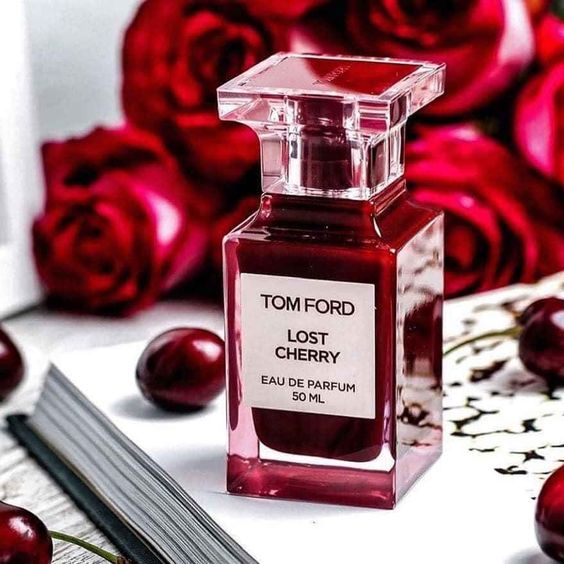 TOM FORD
LOST
CHERRY
EAU DE PARFUM
50 ML